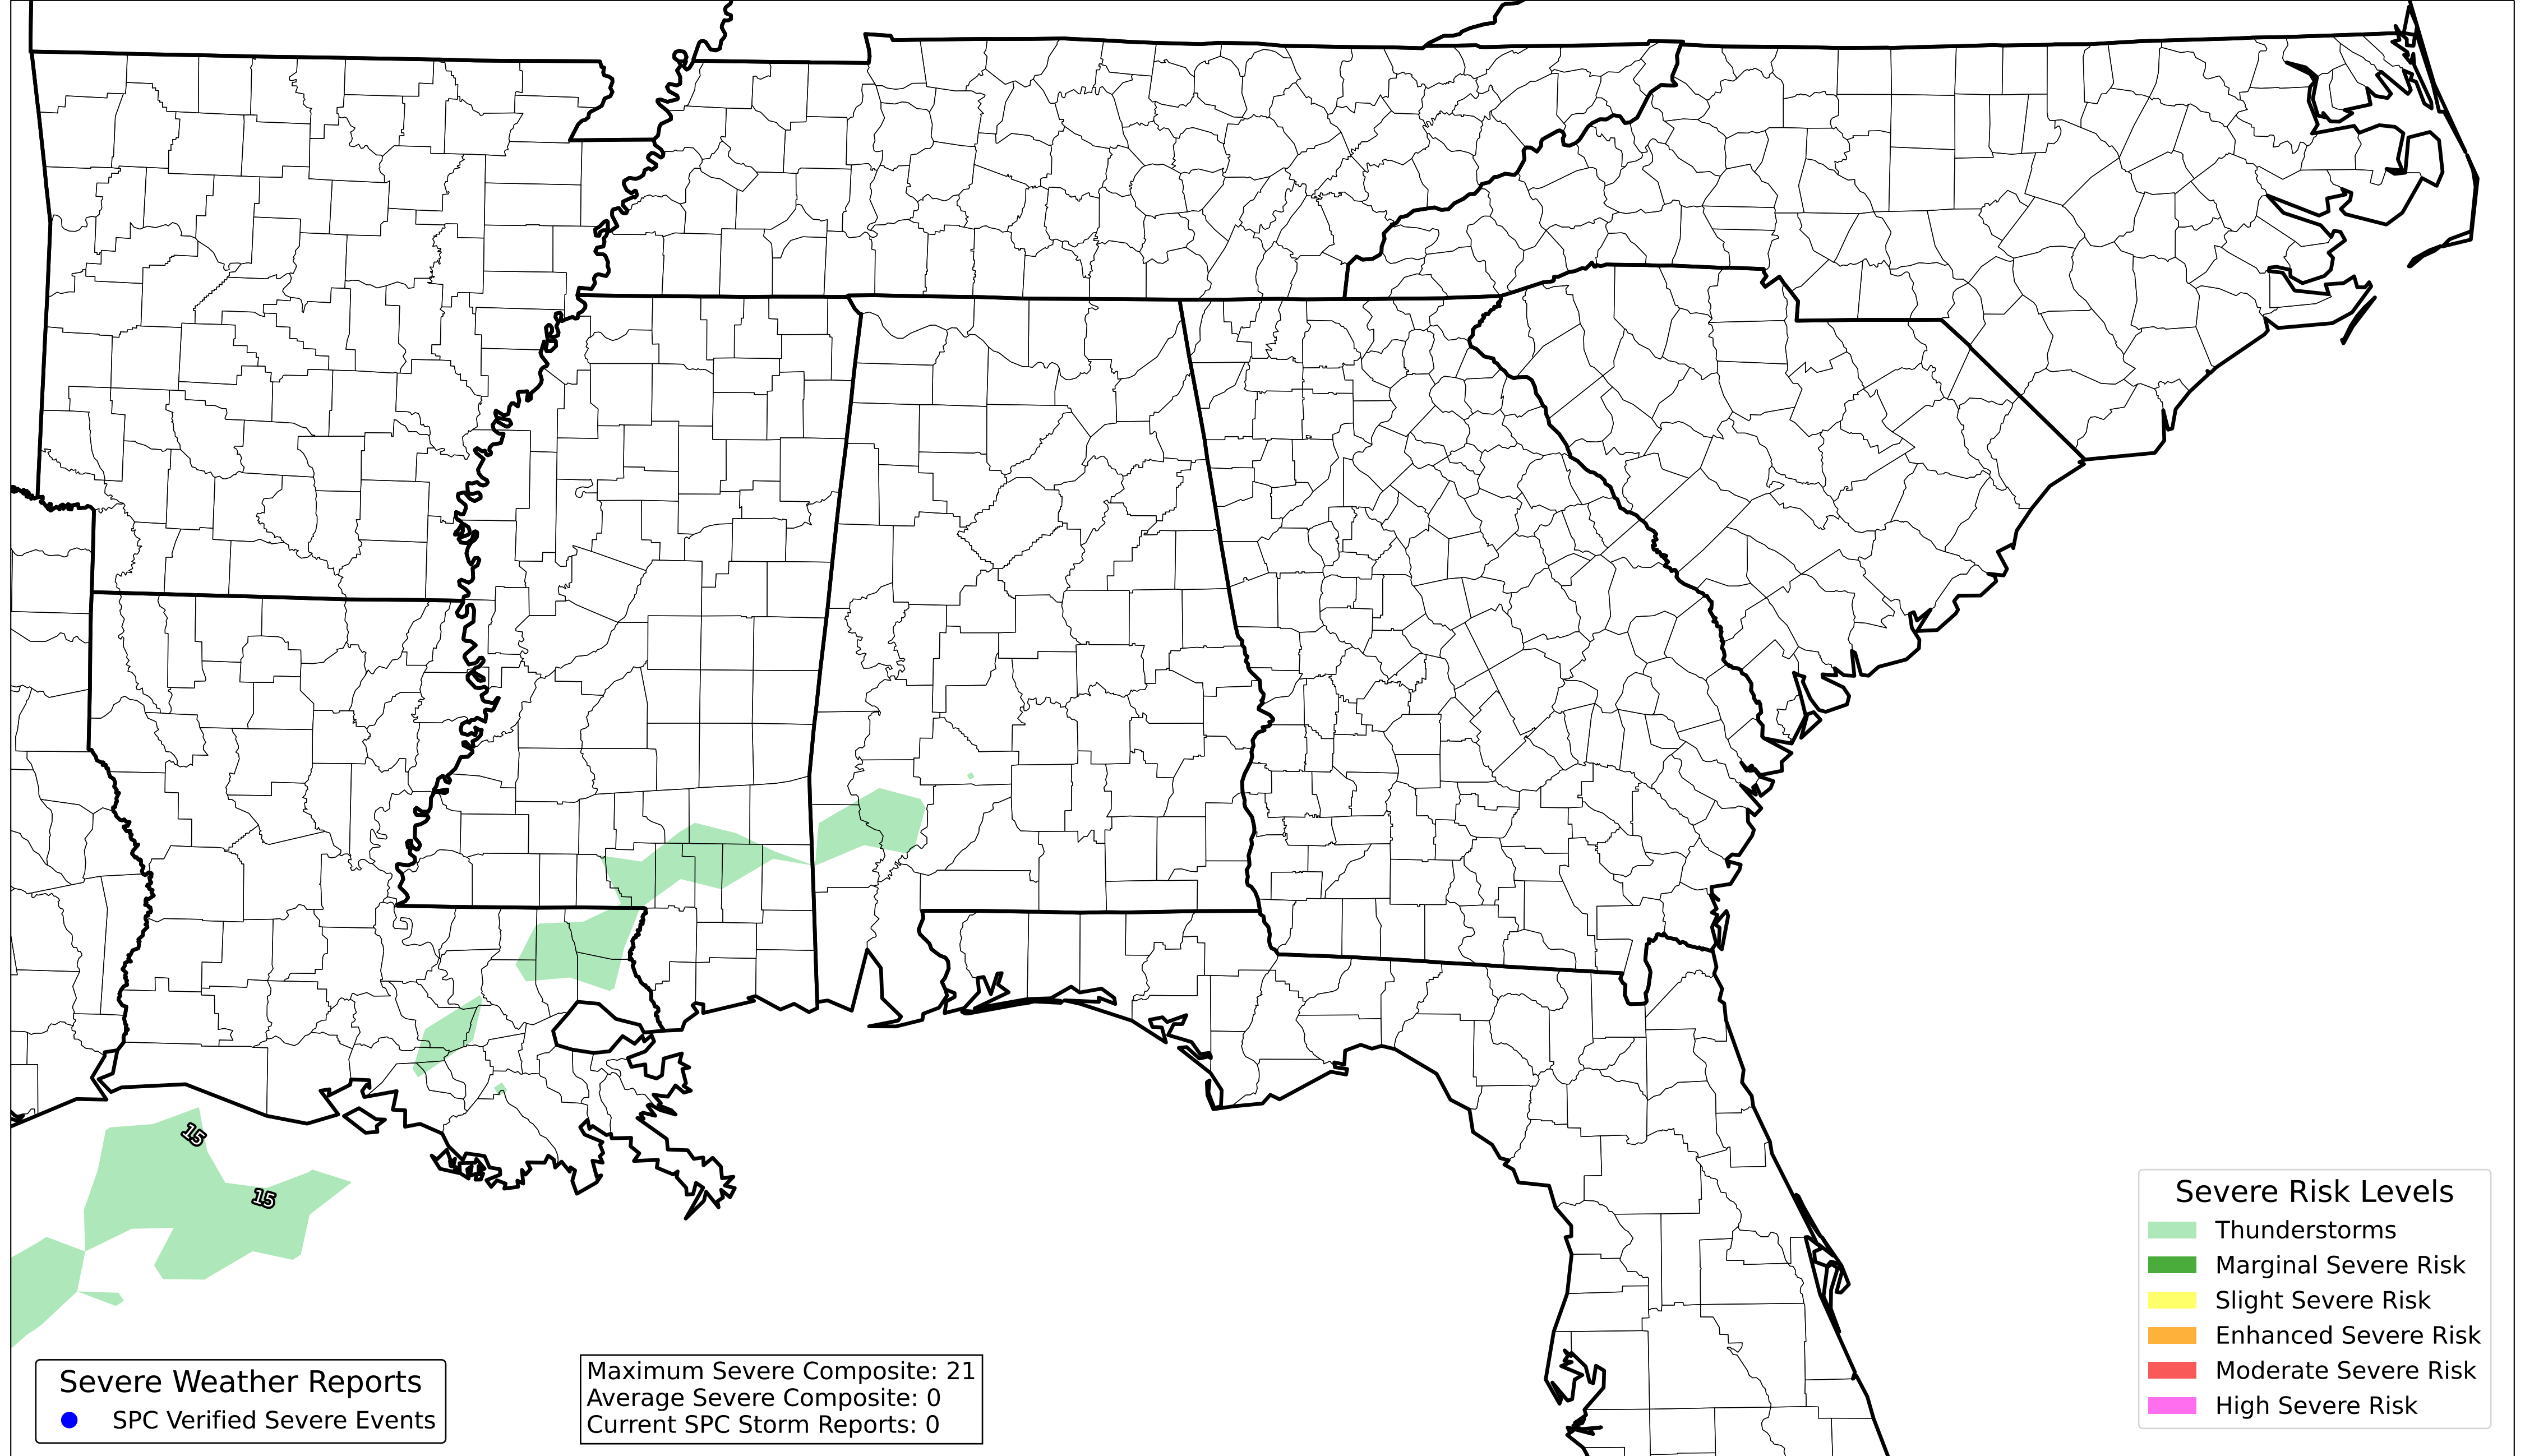 15
15
Severe Risk Levels
Thunderstorms
Marginal Severe Risk
Slight Severe Risk
Enhanced Severe Risk
Moderate Severe Risk
High Severe Risk
Severe Weather Reports
SPC Verified Severe Events
Maximum Severe Composite: 21
Average Severe Composite: 0
Current SPC Storm Reports: 0